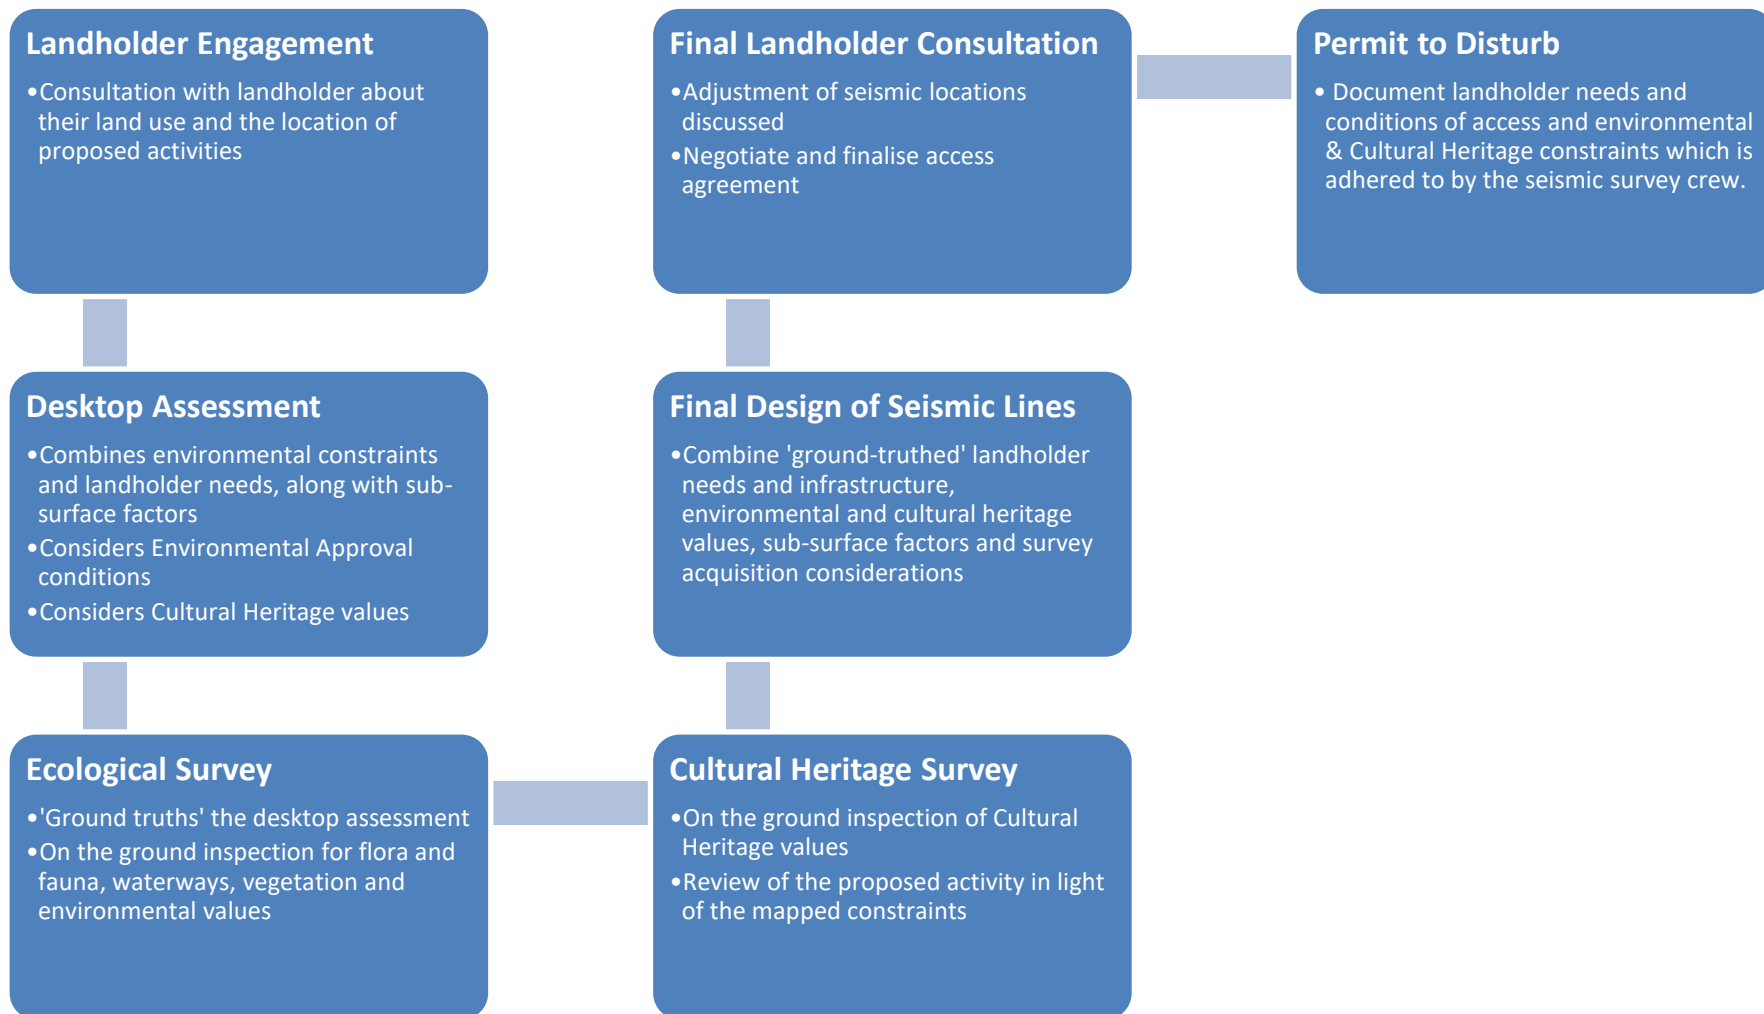 Landholder Engagement
•Consultation with landholder about
their land use and the location of
proposed activities
Desktop Assessment
•Combines environmental constraints
and landholder needs, along with sub-
surface factors
•Considers Environmental Approval
conditions
•Considers Cultural Heritage values
Ecological Survey
•'Ground truths' the desktop assessment
•On the ground inspection for flora and
fauna, waterways, vegetation and
environmental values
Cultural Heritage Survey
•On the ground inspection of Cultural
Heritage values
•Review of the proposed activity in light
of the mapped constraints
Final Design of Seismic Lines
•Combine 'ground-truthed' landholder
needs and infrastructure,
environmental and cultural heritage
values, sub-surface factors and survey
acquisition considerations
Final Landholder Consultation
•Adjustment of seismic locations
discussed
•Negotiate and finalise access
agreement
Permit to Disturb
• Document landholder needs and
conditions of access and environmental
& Cultural Heritage constraints which is
adhered to by the seismic survey crew.